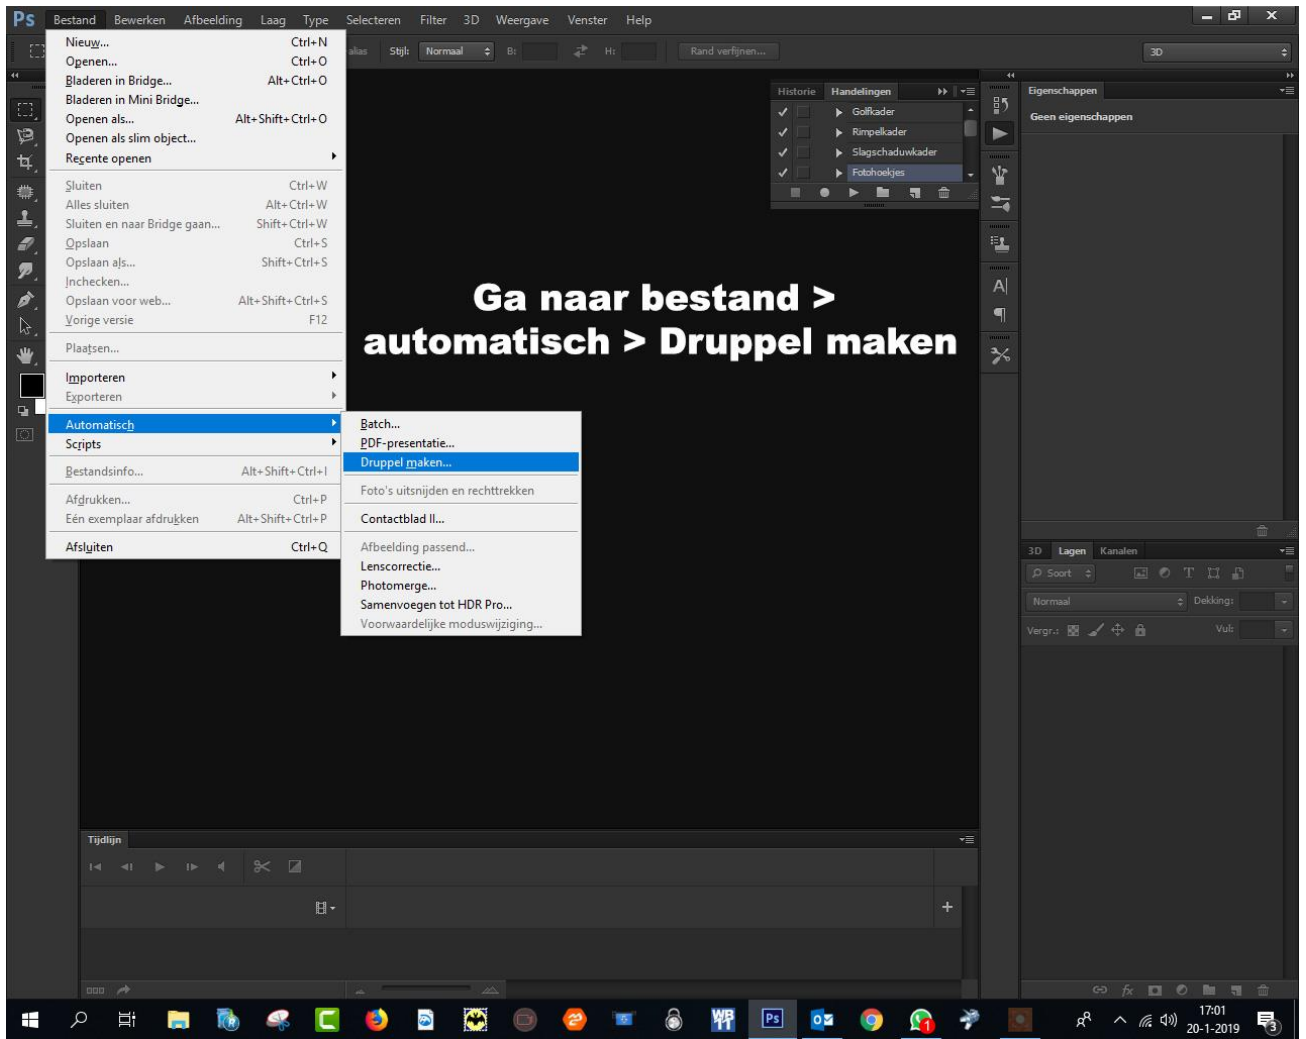 Ps Bestand Bewerken Afbeelding Laag Type Selecteren Filter 3D Weergave Venster Help
Stijl: Normaal B: H: Rand verfijnen... 3D
Nieuw... Ctrl+N
Openen... Ctrl+O
Bladeren in Bridge... Alt+Ctrl+O
Bladeren in Mini Bridge...
Openen als... Alt+Shift+Ctrl+O
Openen als slim object...
Recente openen
Sluiten Ctrl+W
Alles sluiten Alt+Ctrl+W
Sluiten en naar Bridge gaan... Shift+Ctrl+W
Opslaan Ctrl+S
Opslaan als... Shift+Ctrl+S
Inchecken...
Opslaan voor web... Alt+Shift+Ctrl+S
Vorige versie F12
Plaatsen...
Importeren
Exporteren
Automatisch
Scripts
Bestandsinfo... Alt+Shift+Ctrl+I
Afdrukken... Ctrl+P
Eén exemplaar afdrukken Alt+Shift+Ctrl+P
Afsluiten Ctrl+Q
Batch...
PDF-presentatie...
Druppel maken...
Foto's uitsnijden en rechttrekken
Contactblad II...
Afbeelding passend...
Lenscorrectie...
Photomerge...
Samenvoegen tot HDR Pro...
Voorwaardelijke moduswijziging...
Ga naar bestand >
automatisch > Druppel maken
Historie Handelingen
Golfkader
Rimpelkader
Slagschaduwkader
Fotohoekjes
Eigenschappen
Geen eigenschappen
3D Lagen Kanalen
Soort
Normaal Dekking:
Vergr.: Vul:
Tijdlijn
17:01
20-1-2019